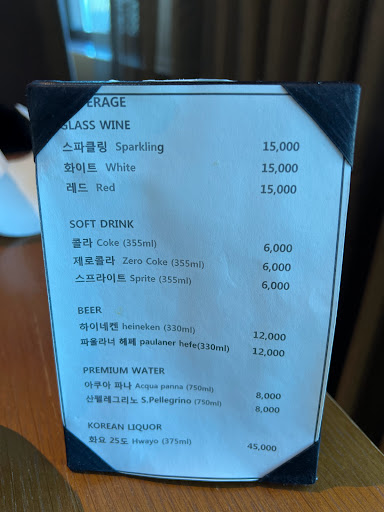 ERAGE
GLASS WINE
스파클링 Sparkling 15,000
화이트 White 15,000
레드 Red 15,000
SOFT DRINK
콜라 Coke (355ml) 6,000
제로콜라 Zero Coke (355ml) 6,000
스프라이트 Sprite (355ml) 6,000
BEER
하이네켄 heineken (330ml) 12,000
파울라너 헤페 paulaner hefe(330ml) 12,000
PREMIUM WATER
아쿠아 파나 Acqua panna (750ml) 8,000
산펠레그리노 S.Pellegrino (750ml) 8,000
KOREAN LIQUOR
화요 25도 Hwayo (375ml) 45,000